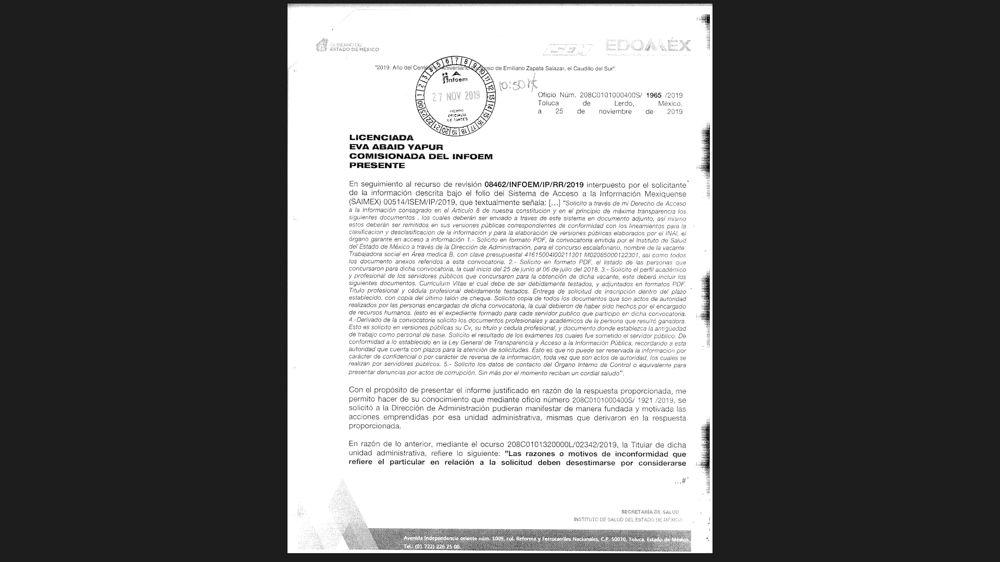 GOBIERNO DEL
ESTADO DE MÉXICO
ISEM
EDOMÉX
"2019. Año del Centésimo Aniversario Luctuoso de Emiliano Zapata Salazar, el Caudillo del Sur".
infoem
27 NOV 2019
OFICIALÍA
DE PARTES
10:50
Oficio Núm. 208C0101000400S/ 1965 /2019
Toluca de Lerdo, México,
a 25 de noviembre de 2019
LICENCIADA
EVA ABAID YAPUR
COMISIONADA DEL INFOEM
PRESENTE
En seguimiento al recurso de revisión 08462/INFOEM/IP/RR/2019 interpuesto por el solicitante
de la información descrita bajo el folio del Sistema de Acceso a la Información Mexiquense
(SAIMEX) 00514/ISEM/IP/2019, que textualmente señala: [...] "Solicito a través de mi Derecho de Acceso
a la Información consagrado en el Articulo 6 de nuestra constitucion y en el principio de máxima transparencia los
siguientes documentos , los cuales deberán ser enviado a traves de este sistema en documento adjunto, así mismo
estos deberán ser remitidos en sus versiones públicas correspondientes de conformidad con los lineamientos para la
clasificacion y desclasificacion de la información y para la elaboración de versiones públicas elaborados por el INAI, el
órgano garante en acceso a información 1.- Solicito en formato PDF, la convocatoria emitida por el Instituto de Salud
del Estado de México a través de la Dirección de Administración, para el concurso escalafonario, nombre de la vacante:
Trabajadora social en Área medica B, con clave presupuestal 41615004I00211301 M02085000122301, asi como todos
los documento anexos referidos a esta convocatoria. 2.- Solicito en formato PDF, el listado de las personas que
concursaron para dicha convocatoria, la cual inicio del 25 de junio al 06 de julio del 2018. 3.- Solicito el perfil académico
y profesional de los servidores públicos que concursaron para la obtención de dicha vacante, este deberá incluir los
siguientes documentos. Curriculum Vitae el cual debe de ser debidamente testados, y adjuntados en formatos PDF.
Titulo profesional y cédula profesional debidamente testados. Entrega de solicitud de inscripción dentro del plazo
establecido, con copia del último talón de cheque. Solicito copia de todos los documentos que son actos de autoridad
realizados por las personas encargadas de dicha convocatoria, la cual debieron de haber sido hechos por el encargado
de recursos humanos. (esto es el expediente formado para cada servidor publico que participo en dicha convocatoria.
4.-Derivado de la convocatoria solicito los documentos profesionales y académicos de la persona que resultó ganadora.
Esto es solicito en versiones públicas su Cv, su titulo y cedula profesional, y documento donde establezca la antigüedad
de trabajo como personal de base. Solicito el resultado de los exámenes los cuales fue sometido el servidor público. De
conformidad a lo establecido en la Ley General de Transparencia y Acceso a la Información Pública, recordando a esta
autoridad que cuenta con plazos para la atención de solicitudes. Esto es que no puede ser reservada la información por
carácter de confidencial o por carácter de reversa de la información, toda vez que son actos de autoridad, los cuales se
realizan por servidores públicos. 5.- Solicito los datos de contacto del Órgano Interno de Control o equivalente para
presentar denuncias por actos de corrupción. Sin más por el momento reciban un cordial saludo".
Con el propósito de presentar el informe justificado en razón de la respuesta proporcionada, me
permito hacer de su conocimiento que mediante oficio número 208C0101000400S/ 1921 /2019, se
solicitó a la Dirección de Administración pudieran manifestar de manera fundada y motivada las
acciones emprendidas por esa unidad administrativa, mismas que derivaron en la respuesta
proporcionada.
En razón de lo anterior, mediante el ocurso 208C0101320000L/02342/2019, la Titular de dicha
unidad administrativa, refiere lo siguiente: "Las razones o motivos de inconformidad que
refiere el particular en relación a la solicitud deben desestimarse por considerarse
...#
SECRETARÍA DE SALUD
INSTITUTO DE SALUD DEL ESTADO DE MÉXICO
Avenida Independencia oriente núm. 1009, col. Reforma y Ferrocarriles Nacionales, C.P. 50070, Toluca, Estado de México.
Tel.: (01 722) 226 25 00.